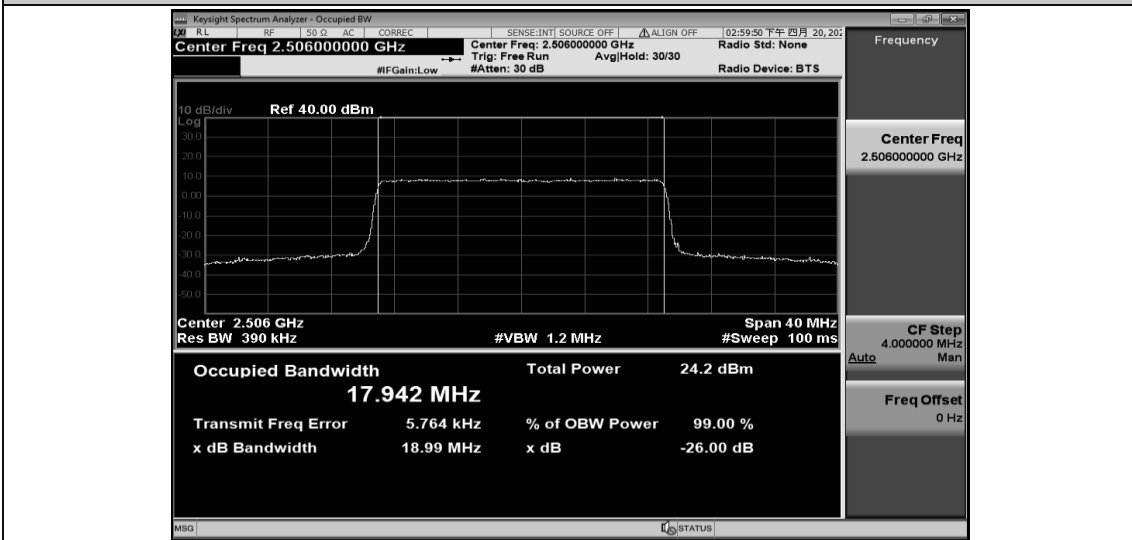 Keysight Spectrum Analyzer - Occupied BW
RL RF 50 Ω AC CORREC SENSE:INT SOURCE OFF ALIGN OFF 02:59:50 下午 四月 20, 202
Center Freq 2.506000000 GHz
Center Freq: 2.506000000 GHz Radio Std: None
Trig: Free Run Avg|Hold: 30/30
#IFGain:Low #Atten: 30 dB Radio Device: BTS
10 dB/div Ref 40.00 dBm
Log
30.0
20.0
10.0
0.00
-10.0
-20.0
-30.0
-40.0
-50.0
Center 2.506 GHz Span 40 MHz
Res BW 390 kHz #VBW 1.2 MHz #Sweep 100 ms
Occupied Bandwidth Total Power 24.2 dBm
17.942 MHz
Transmit Freq Error 5.764 kHz % of OBW Power 99.00 %
x dB Bandwidth 18.99 MHz x dB -26.00 dB
MSG STATUS
Frequency
Center Freq
2.506000000 GHz
CF Step
4.000000 MHz
Auto Man
Freq Offset
0 Hz